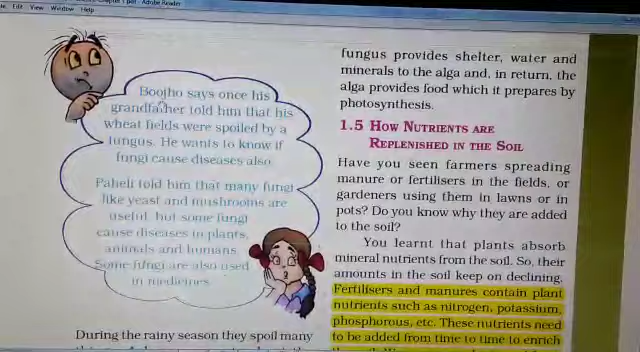 Edit View Window Help
Adobe Reader
Boojho says once his
grandfather told him that his
wheat fields were spoiled by a
fungus. He wants to know if
fungi cause diseases also.
Paheli told him that many fungi
like yeast and mushrooms are
useful, but some fungi
cause diseases in plants,
animals and humans.
Some fungi are also used
in medicines.
During the rainy season they spoil many
fungus provides shelter, water and
minerals to the alga and, in return, the
alga provides food which it prepares by
photosynthesis.
1.5 HOW NUTRIENTS ARE
REPLENISHED IN THE SOIL
Have you seen farmers spreading
manure or fertilisers in the fields, or
gardeners using them in lawns or in
pots? Do you know why they are added
to the soil?
You learnt that plants absorb
mineral nutrients from the soil. So, their
amounts in the soil keep on declining.
Fertilisers and manures contain plant
nutrients such as nitrogen, potassium,
phosphorous, etc. These nutrients need
to be added from time to time to enrich